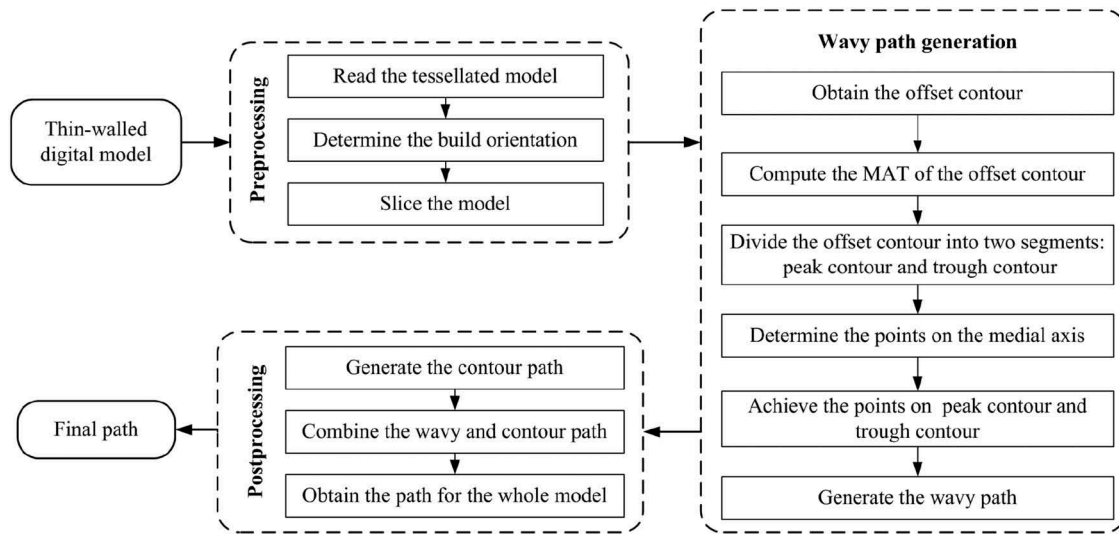 Thin-walled
digital model
Preprocessing
Read the tessellated model
Determine the build orientation
Slice the model
Wavy path generation
Obtain the offset contour
Compute the MAT of the offset contour
Divide the offset contour into two segments:
peak contour and trough contour
Determine the points on the medial axis
Achieve the points on peak contour and
trough contour
Generate the wavy path
Postprocessing
Generate the contour path
Combine the wavy and contour path
Obtain the path for the whole model
Final path